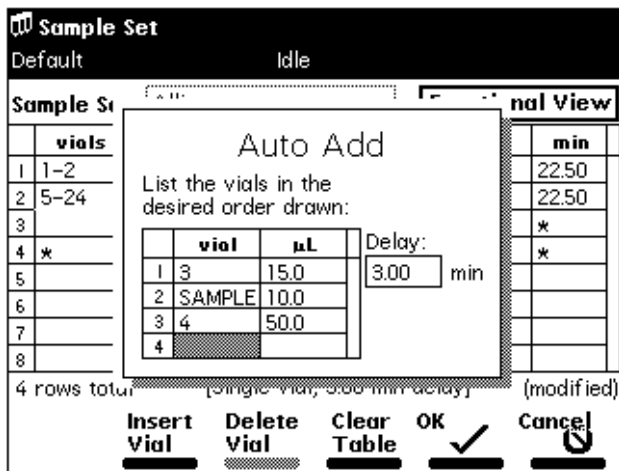 Sample Set
Default Idle
Sample Se nal View
vials min
1 1-2 22.50
2 5-24 22.50
3 *
4 * *
5
6
7
8
Auto Add
List the vials in the
desired order drawn:
vial µL
1 3 15.0
2 SAMPLE 10.0
3 4 50.0
4
Delay:
3.00 min
4 rows total (modified)
Insert Vial
Delete Vial
Clear Table
OK
Cancel